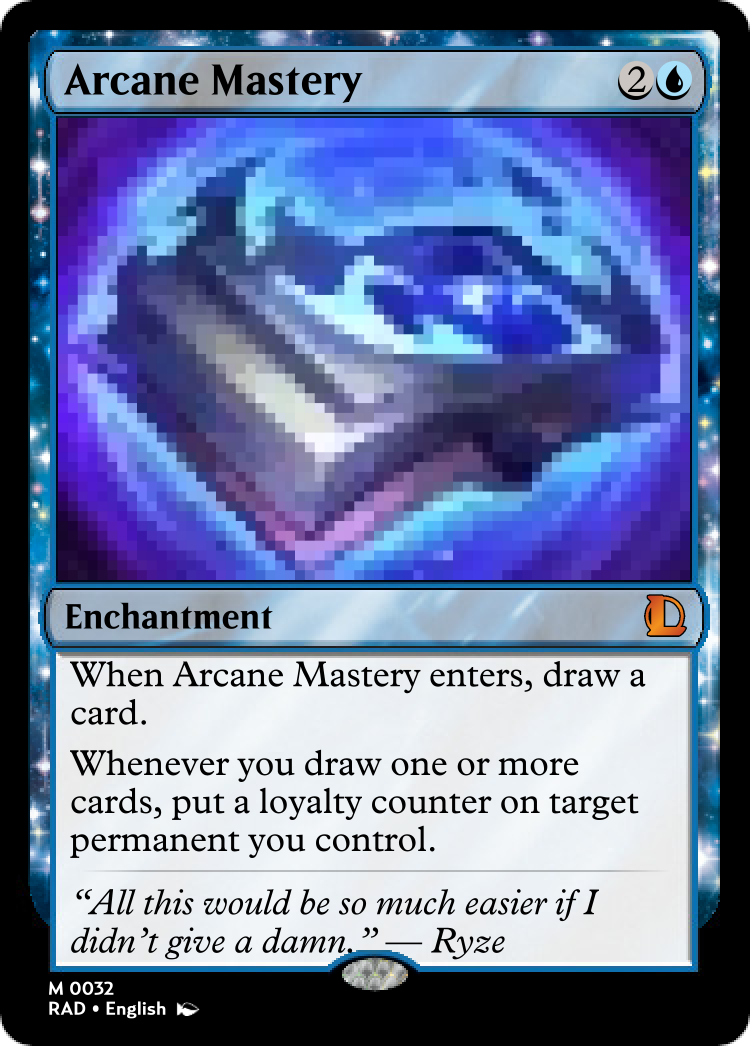 Arcane Mastery 2
Enchantment
When Arcane Mastery enters, draw a
card.
Whenever you draw one or more
cards, put a loyalty counter on target
permanent you control.
“All this would be so much easier if I
didn’t give a damn.” — Ryze
M 0032
RAD • English